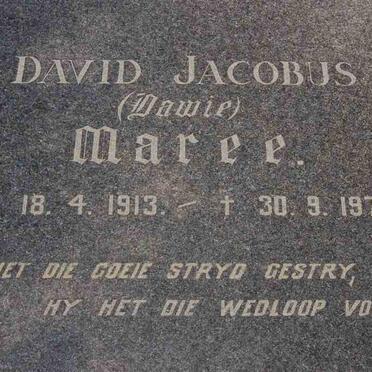 DAVID JACOBUS
(Dawie)
Maree.
18. 4. 1913. — † 30. 9. 197
HET DIE GOEIE STRYD GESTRY,
HY HET DIE WEDLOOP VO